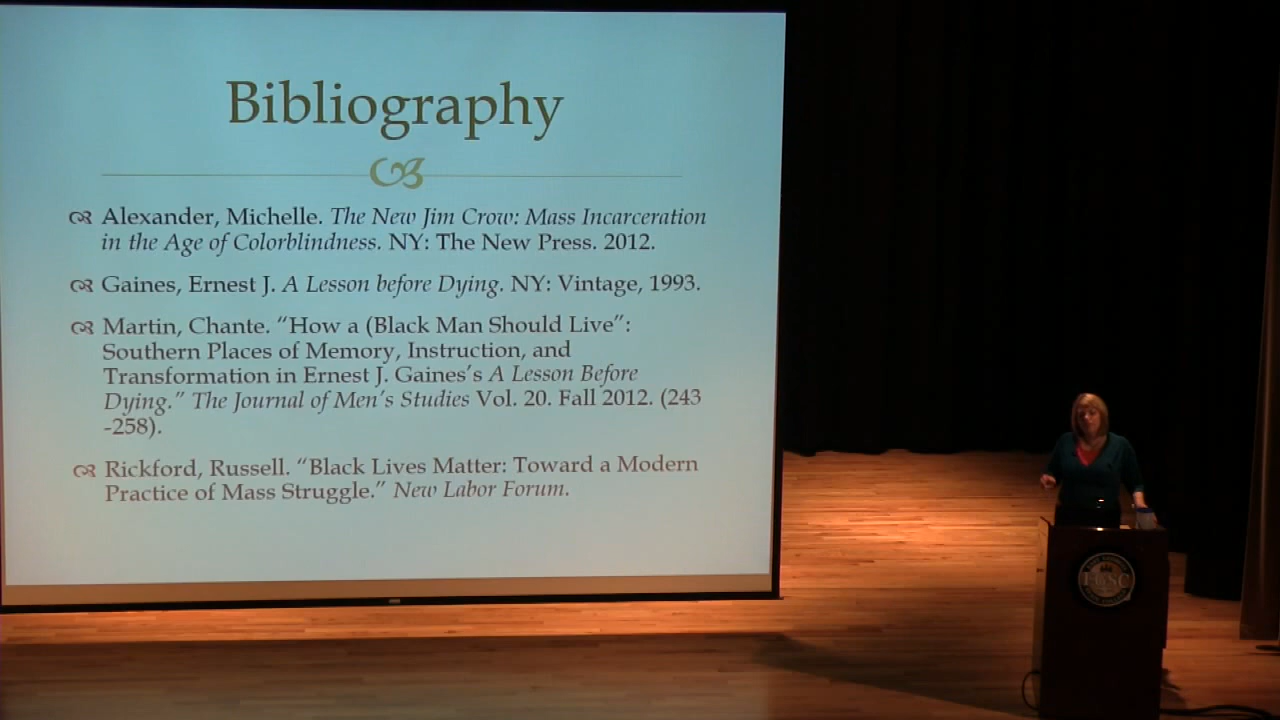 Bibliography
Alexander, Michelle. The New Jim Crow: Mass Incarceration
in the Age of Colorblindness. NY: The New Press. 2012.
Gaines, Ernest J. A Lesson before Dying. NY: Vintage, 1993.
Martin, Chante. “How a (Black Man Should Live”:
Southern Places of Memory, Instruction, and
Transformation in Ernest J. Gaines’s A Lesson Before
Dying.” The Journal of Men’s Studies Vol. 20. Fall 2012. (243
-258).
Rickford, Russell. “Black Lives Matter: Toward a Modern
Practice of Mass Struggle.” New Labor Forum.